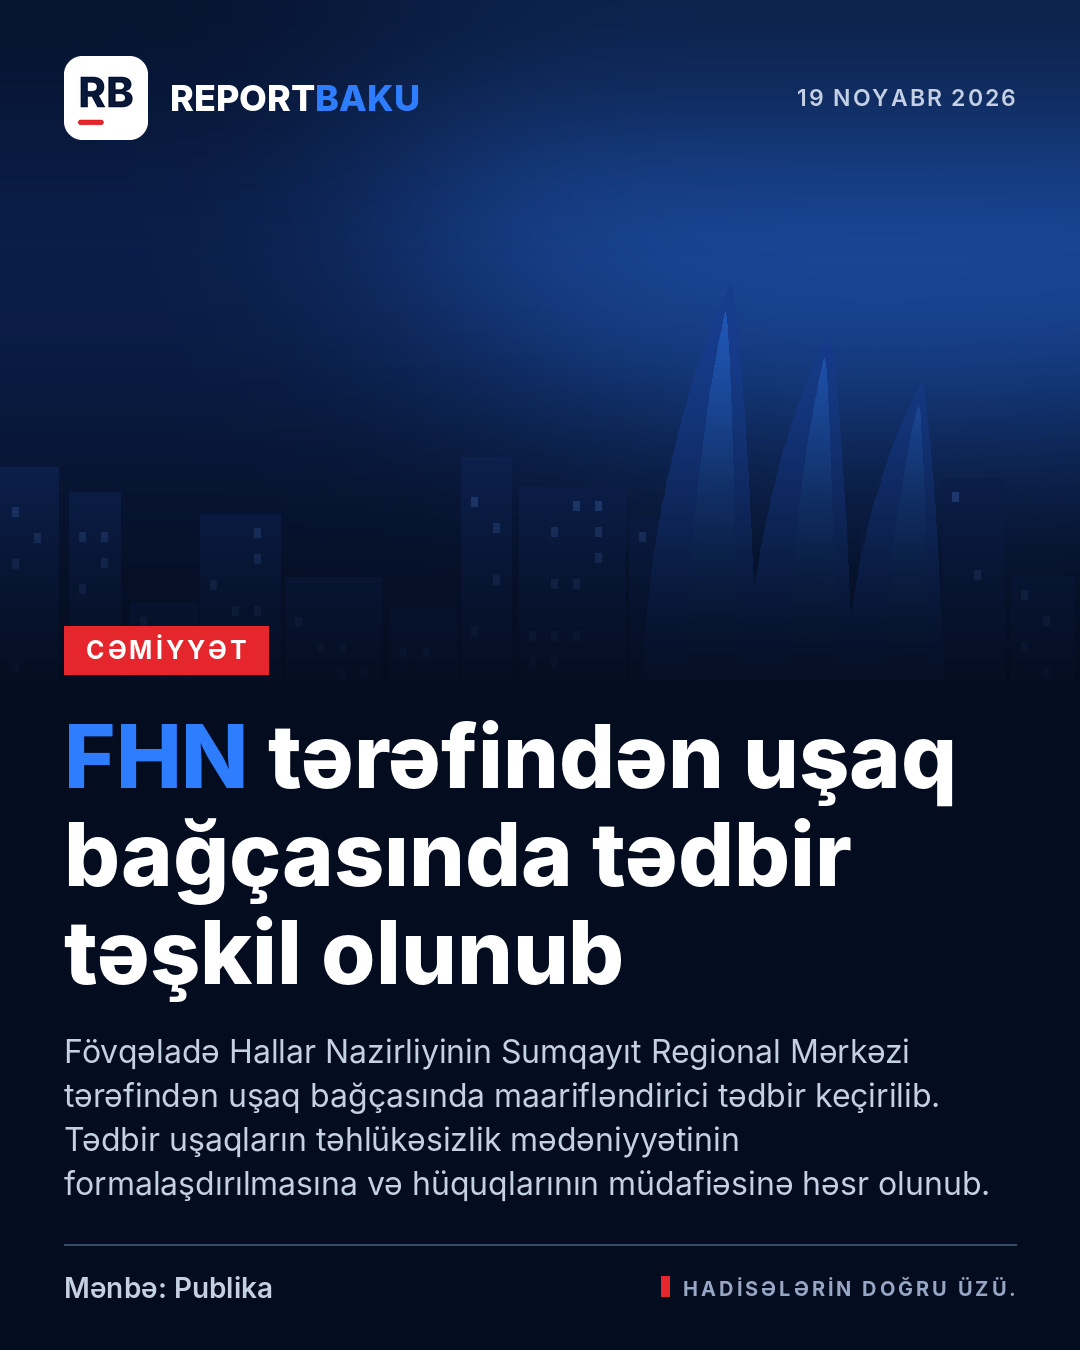 RB
REPORTBAKU
19 NOYABR 2026
CƏMİYYƏT
FHN tərəfindən uşaq
bağçasında tədbir
təşkil olunub
Fövqəladə Hallar Nazirliyinin Sumqayıt Regional Mərkəzi
tərəfindən uşaq bağçasında maarifləndirici tədbir keçirilib.
Tədbir uşaqların təhlükəsizlik mədəniyyətinin
formalaşdırılmasına və hüquqlarının müdafiəsinə həsr olunub.
Mənbə: Publika
HADİSƏLƏRİN DOĞRU ÜZÜ.